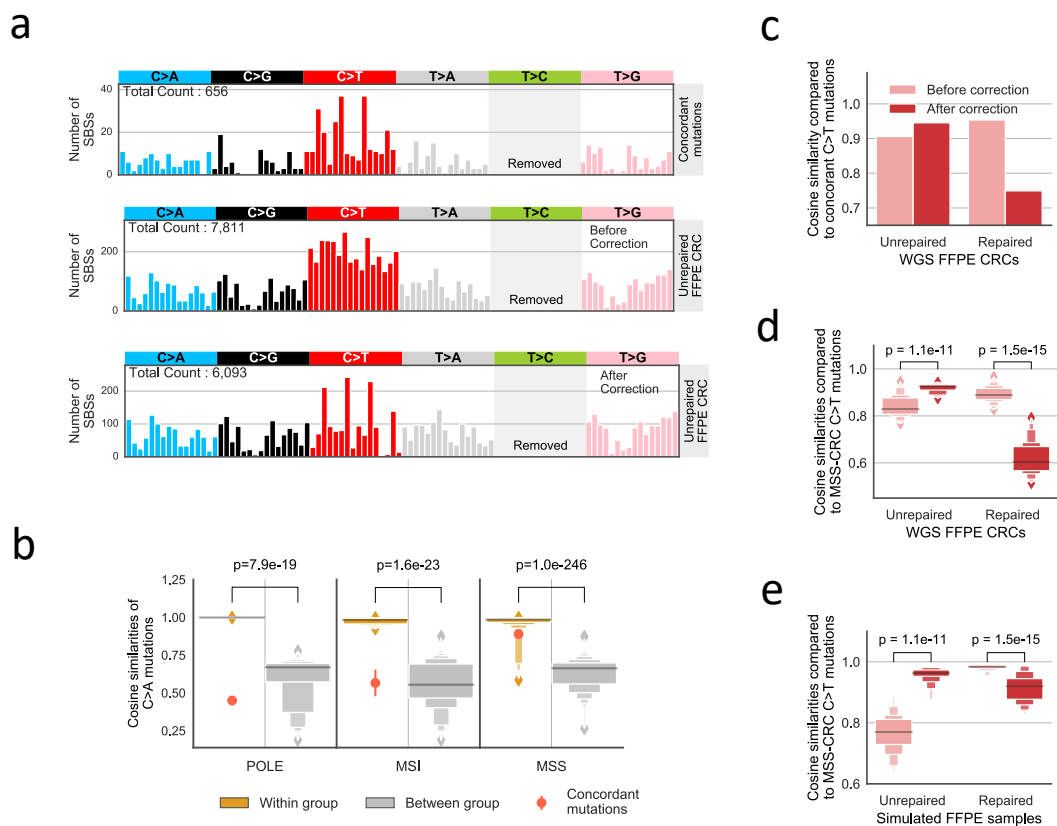 a
C>A C>G C>T T>A T>C T>G
Total Count : 656
Number of
SBSs
40
20
0
Removed
Concordant
mutations
C>A C>G C>T T>A T>C T>G
Total Count : 7,811
Before
Correction
Number of
SBSs
200
0
Removed
Unrepaired
FFPE CRC
C>A C>G C>T T>A T>C T>G
Total Count : 6,093
After
Correction
Number of
SBSs
200
100
0
Removed
Unrepaired
FFPE CRC
b
p=7.9e-19 p=1.6e-23 p=1.0e-246
Cosine similarities of
C>A mutations
1.25
1.00
0.75
0.50
0.25
POLE MSI MSS
Within group Between group Concordant
mutations
c
Before correction
After correction
Cosine similarity compared
to concorant C>T mutations
1.0
0.9
0.8
0.7
Unrepaired Repaired
WGS FFPE CRCs
d
p = 1.1e-11 p = 1.5e-15
Cosine similarities compared
to MSS-CRC C>T mutations
1.0
0.8
0.6
Unrepaired Repaired
WGS FFPE CRCs
e
p = 1.1e-11 p = 1.5e-15
Cosine similarities compared
to MSS-CRC C>T mutations
1.0
0.8
0.6
Unrepaired Repaired
Simulated FFPE samples